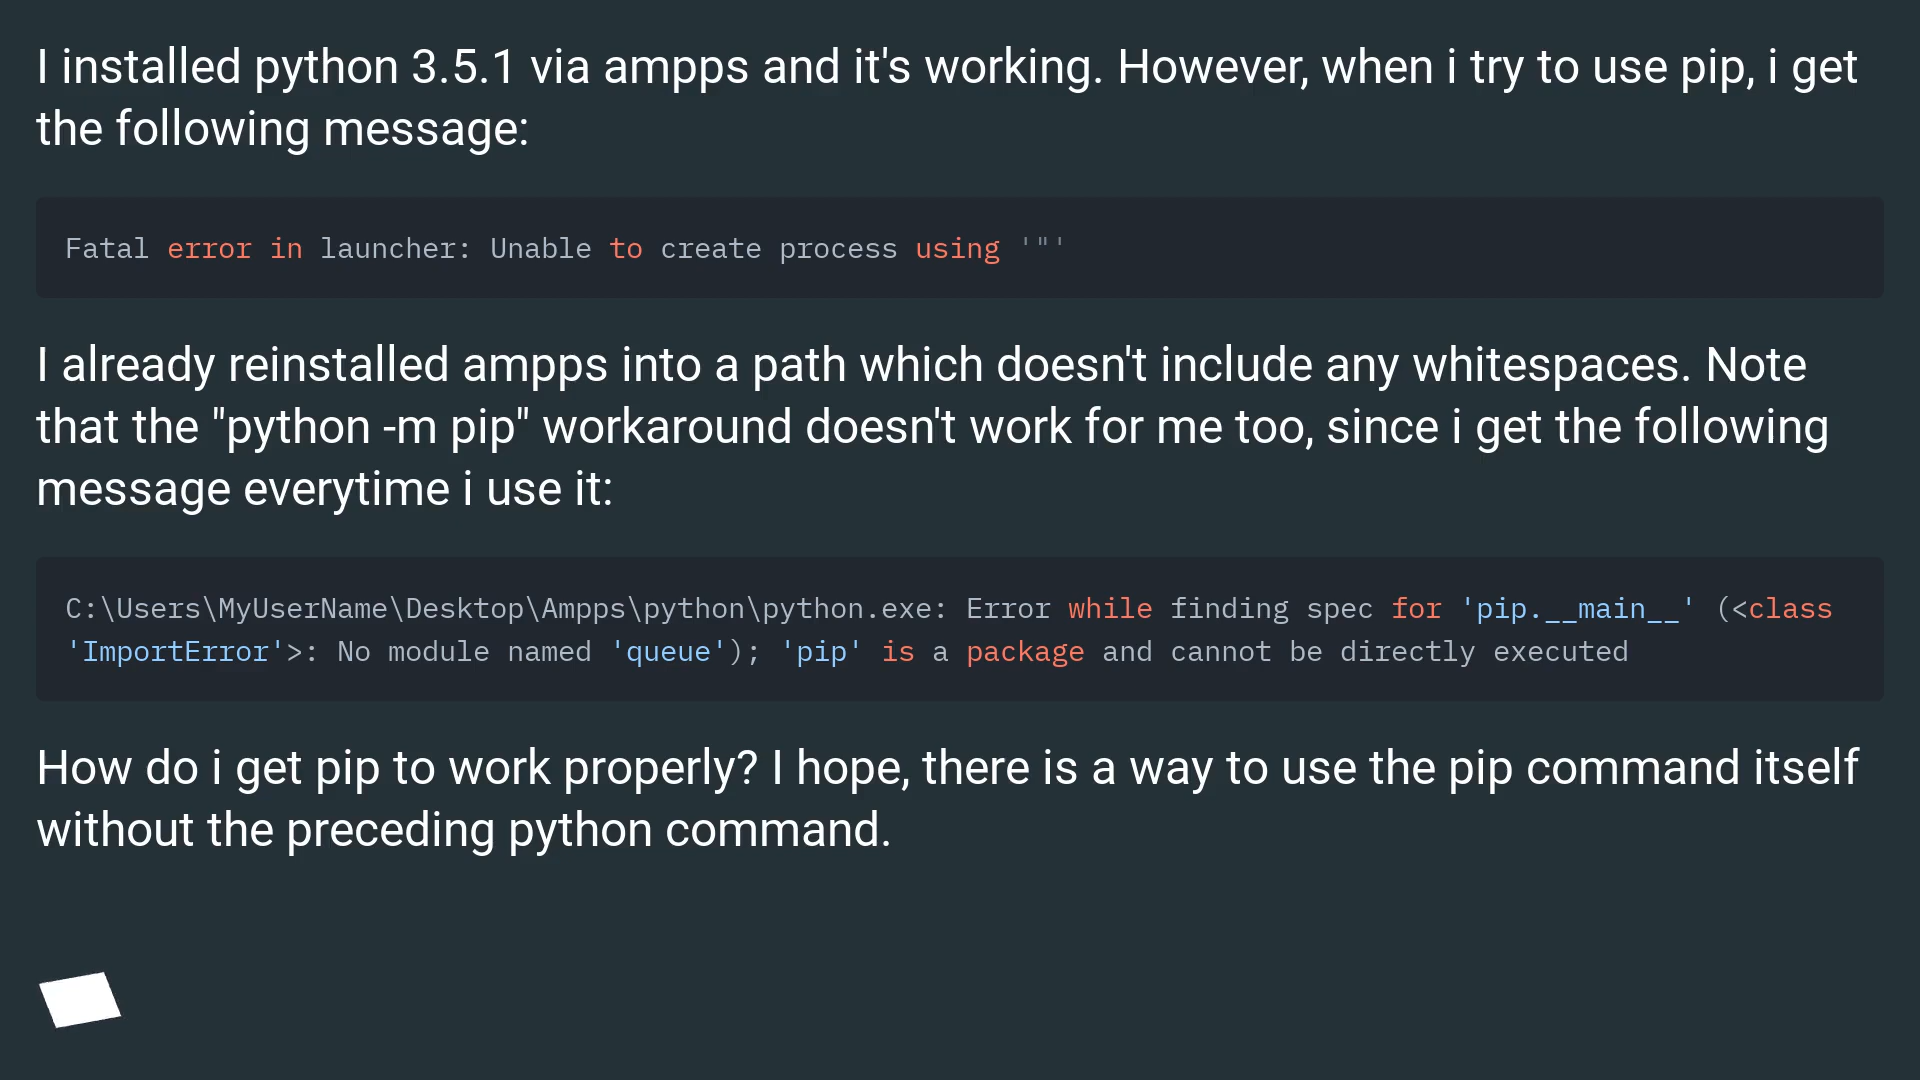 I installed python 3.5.1 via ampps and it's working. However, when i try to use pip, i get
the following message:
Fatal error in launcher: Unable to create process using '"'
I already reinstalled ampps into a path which doesn't include any whitespaces. Note
that the "python -m pip" workaround doesn't work for me too, since i get the following
message everytime i use it:
C:\Users\MyUserName\Desktop\Ampps\python\python.exe: Error while finding spec for 'pip.__main__' (<class
'ImportError'>: No module named 'queue'); 'pip' is a package and cannot be directly executed
How do i get pip to work properly? I hope, there is a way to use the pip command itself
without the preceding python command.